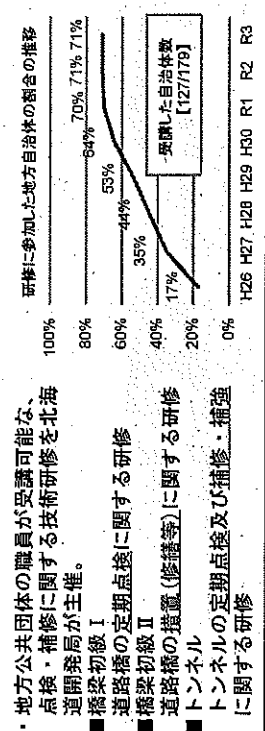 ・地方公共団体の職員が受講可能な、
点検・補修に関する技術研修を北海
道開発局が主催。
■橋梁初級Ⅰ
道路橋の定期点検に関する研修
■橋梁初級Ⅱ
道路橋の措置(修繕等)に関する研修
■トンネル
トンネルの定期点検及び補修・補強
に関する研修
研修に参加した地方自治体の割合の推移
100%
80%
60%
40%
20%
0%
17%
35%
44%
53%
64%
70%
71%
71%
受講した自治体数
【127/179】
H26 H27 H28 H29 H30 R1 R2 R3